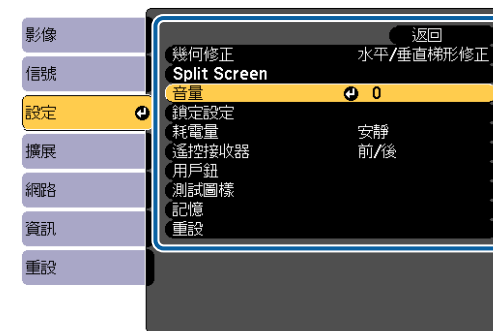 影像
信號
設定
擴展
網路
資訊
重設
返回
幾何修正 水平/垂直梯形修正
Split Screen
音量 0
鎖定設定
耗電量 安靜
遙控接收器 前/後
用戶鈕
測試圖樣
記憶
重設